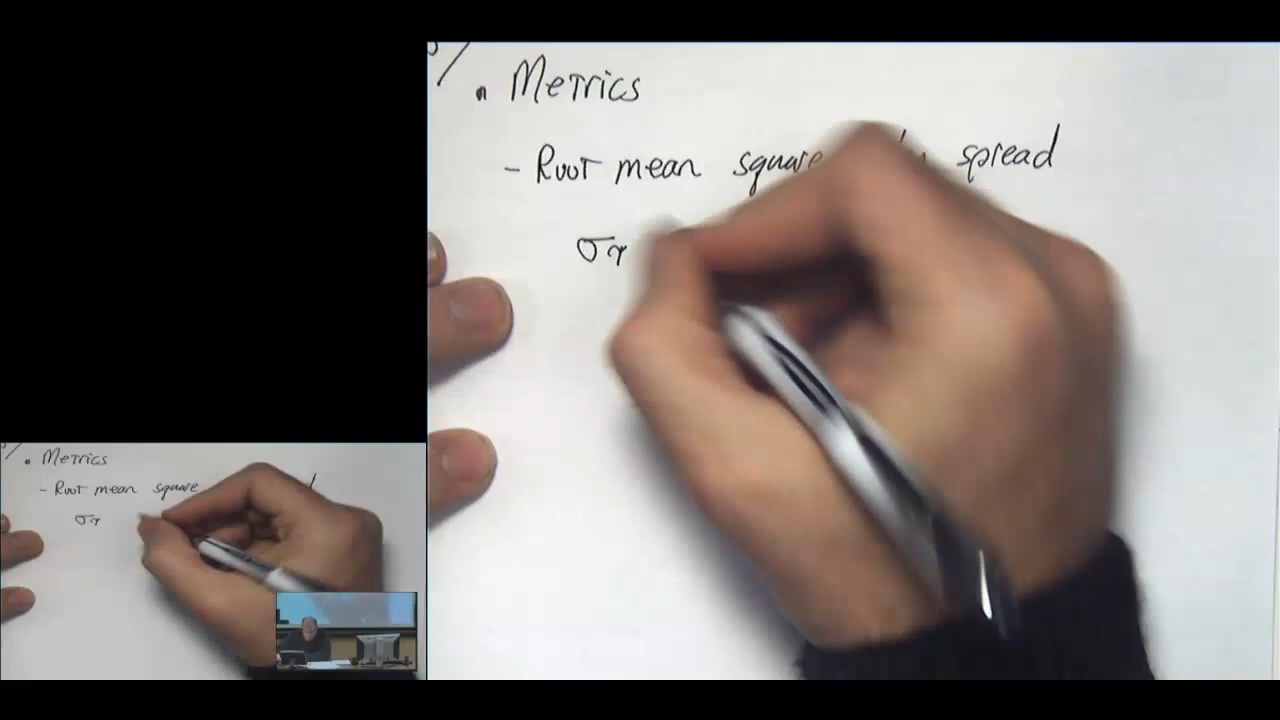 • Metrics
- Root mean square spread
στ